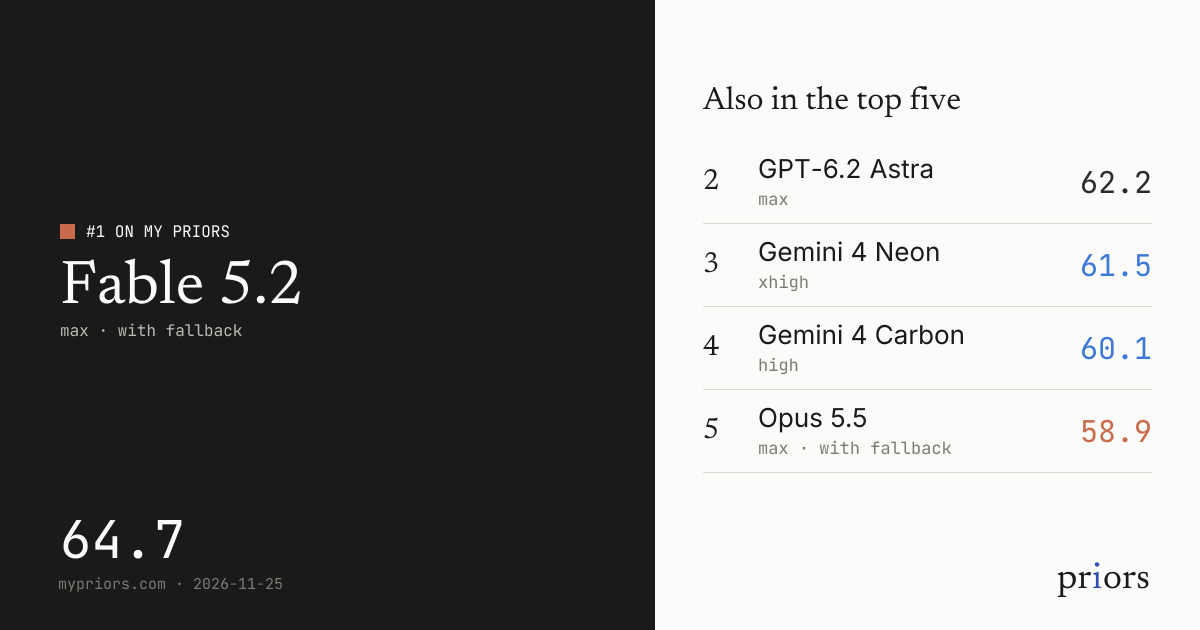 #1 ON MY PRIORS
Fable 5.2
max · with fallback
64.7
mypriors.com · 2026-11-25
Also in the top five
2 GPT-6.2 Astra 62.2
max
3 Gemini 4 Neon 61.5
xhigh
4 Gemini 4 Carbon 60.1
high
5 Opus 5.5 58.9
max · with fallback
priors